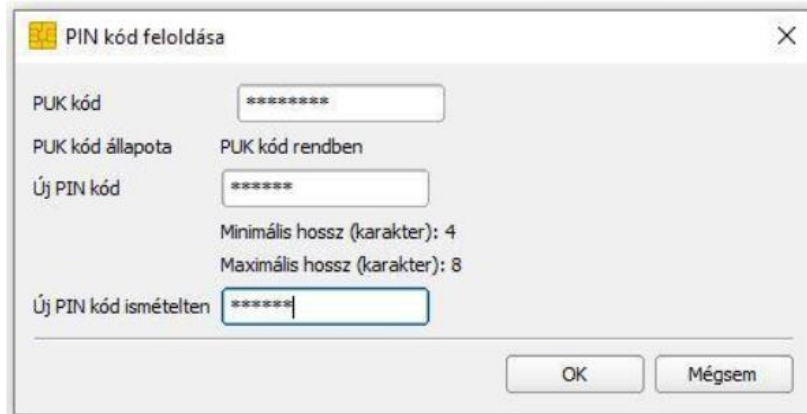 PIN kód feloldása
PUK kód ********
PUK kód állapota PUK kód rendben
Új PIN kód ******
Minimális hossz (karakter): 4
Maximális hossz (karakter): 8
Új PIN kód ismételten ******
OK Mégsem